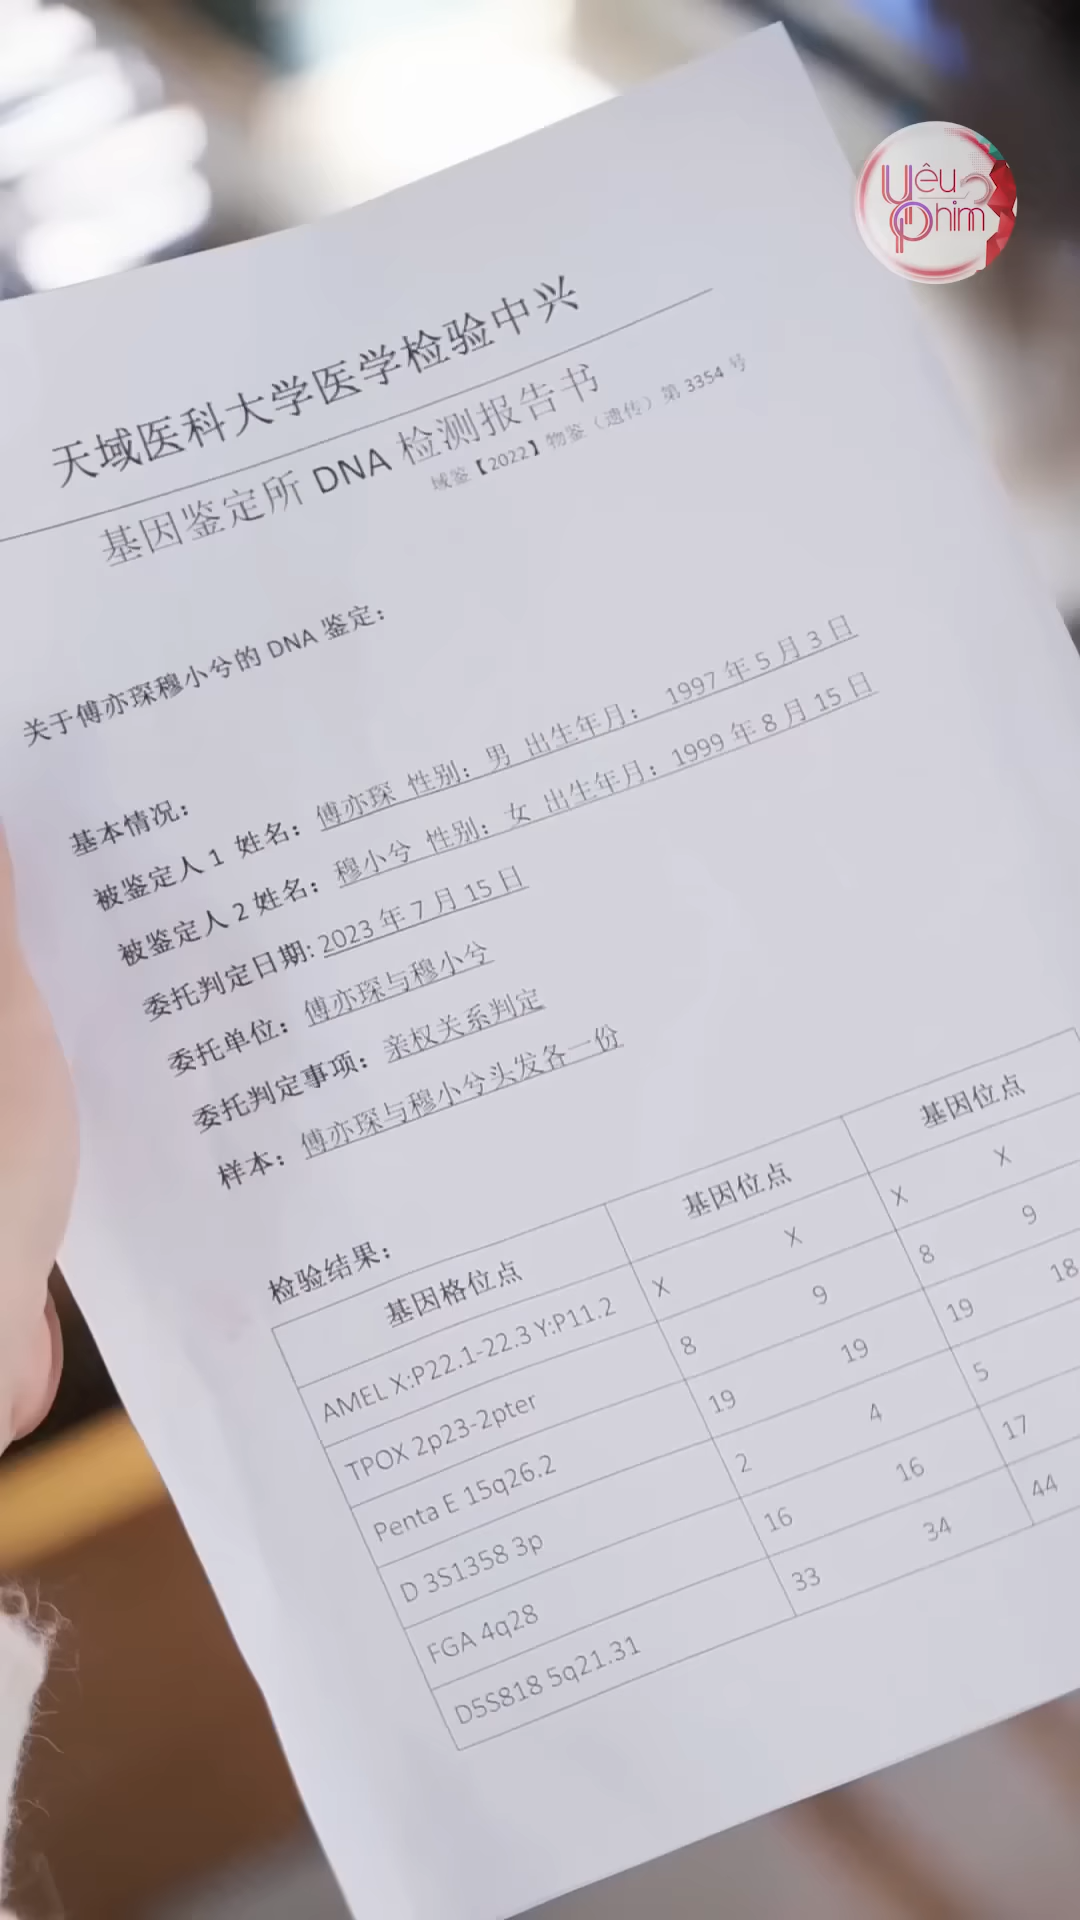 Yêu Phim
天域医科大学医学检验中兴
基因鉴定所 DNA 检测报告书
域鉴【2022】物鉴（遗传）第 3354 号
关于傅亦琛穆小兮的 DNA 鉴定：
基本情况：
被鉴定人 1 姓名：傅亦琛 性别：男 出生年月： 1997 年 5 月 3 日
被鉴定人 2 姓名：穆小兮 性别：女 出生年月：1999 年 8 月 15 日
委托判定日期: 2023 年 7 月 15 日
委托单位：傅亦琛与穆小兮
委托判定事项：亲权关系判定
样本：傅亦琛与穆小兮头发各一份
检验结果：
基因格位点 基因位点 基因位点
AMEL X:P22.1-22.3 Y:P11.2 X X X X
TPOX 2p23-2pter 8 9 8 9
Penta E 15q26.2 19 19 19 18
D 3S1358 3p 2 4 5
FGA 4q28 16 16 17
D5S818 5q21.31 33 34 44